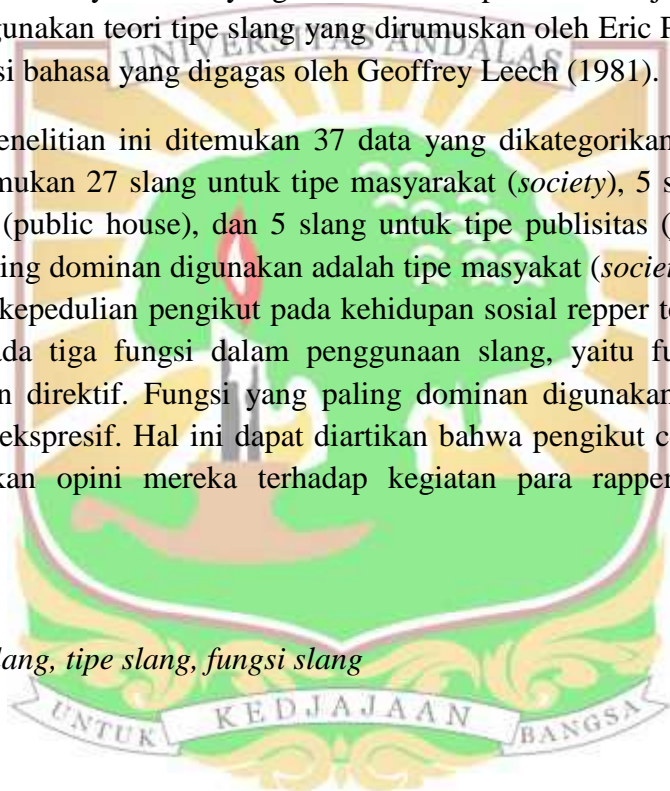 gunakan teori tipe slang yang dirumuskan oleh Eric
UNIVERSITAS ANDALAS
si bahasa yang digagas oleh Geoffrey Leech (1981).
enelitian ini ditemukan 37 data yang dikategorikan
mukan 27 slang untuk tipe masyarakat (society), 5 s
(public house), dan 5 slang untuk tipe publisitas (
ing dominan digunakan adalah tipe masyakat (societ
kepedulian pengikut pada kehidupan sosial repper t
da tiga fungsi dalam penggunaan slang, yaitu fu
n direktif. Fungsi yang paling dominan digunakan
ekspresif. Hal ini dapat diartikan bahwa pengikut c
kan opini mereka terhadap kegiatan para rapper
lang, tipe slang, fungsi slang
UNTUK KEDJAJAAN BANGSA